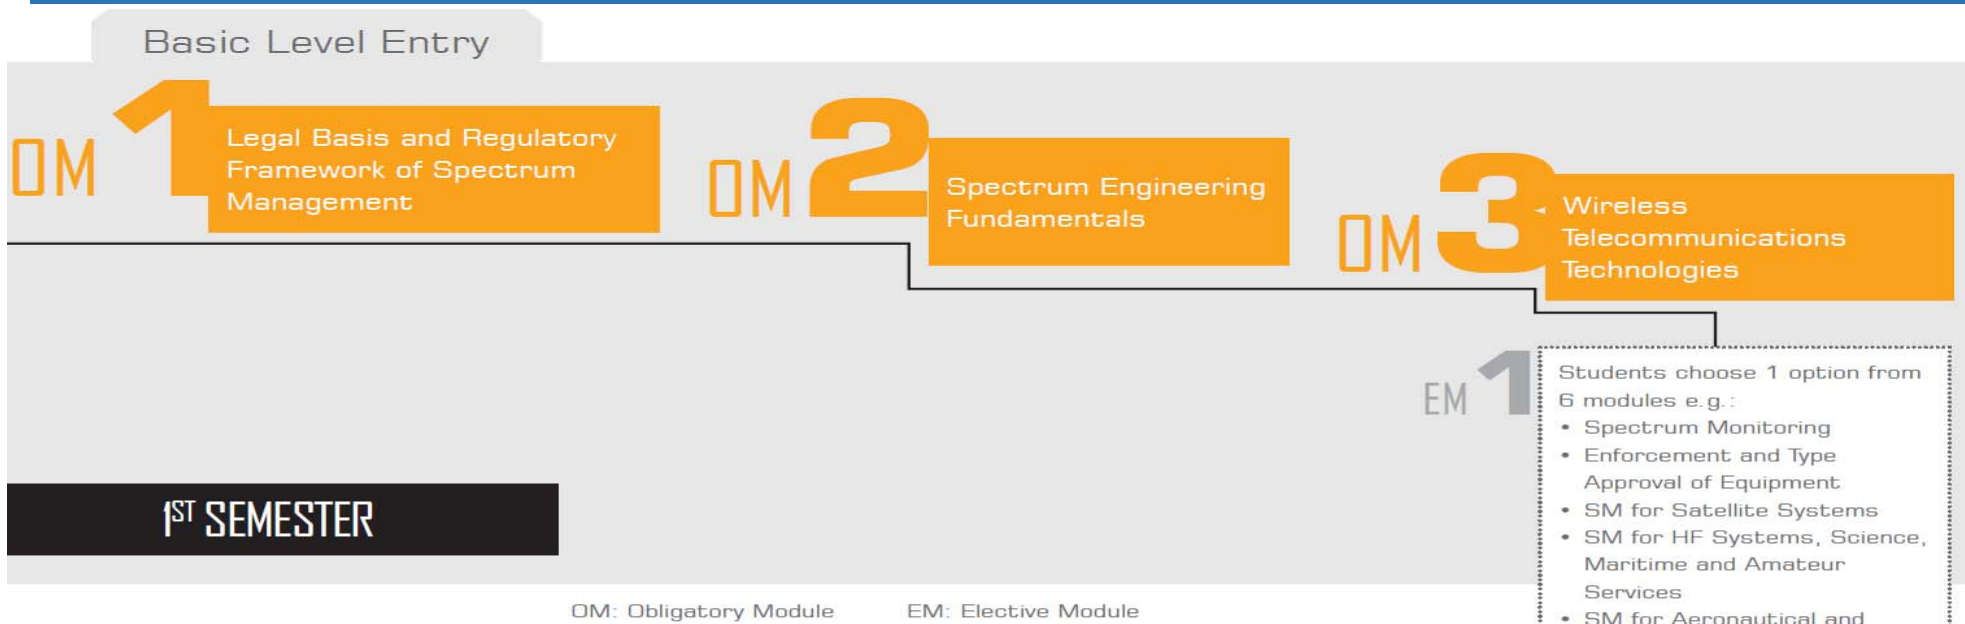 Basic Level Entry
OM 1
Legal Basis and Regulatory
Framework of Spectrum
Management
OM 2
Spectrum Engineering
Fundamentals
OM 3
Wireless
Telecommunications
Technologies
EM 1
Students choose 1 option from
6 modules e.g.:
• Spectrum Monitoring
• Enforcement and Type
Approval of Equipment
• SM for Satellite Systems
• SM for HF Systems, Science,
Maritime and Amateur
Services
• SM for Aeronautical and
1ST SEMESTER
OM: Obligatory Module
EM: Elective Module